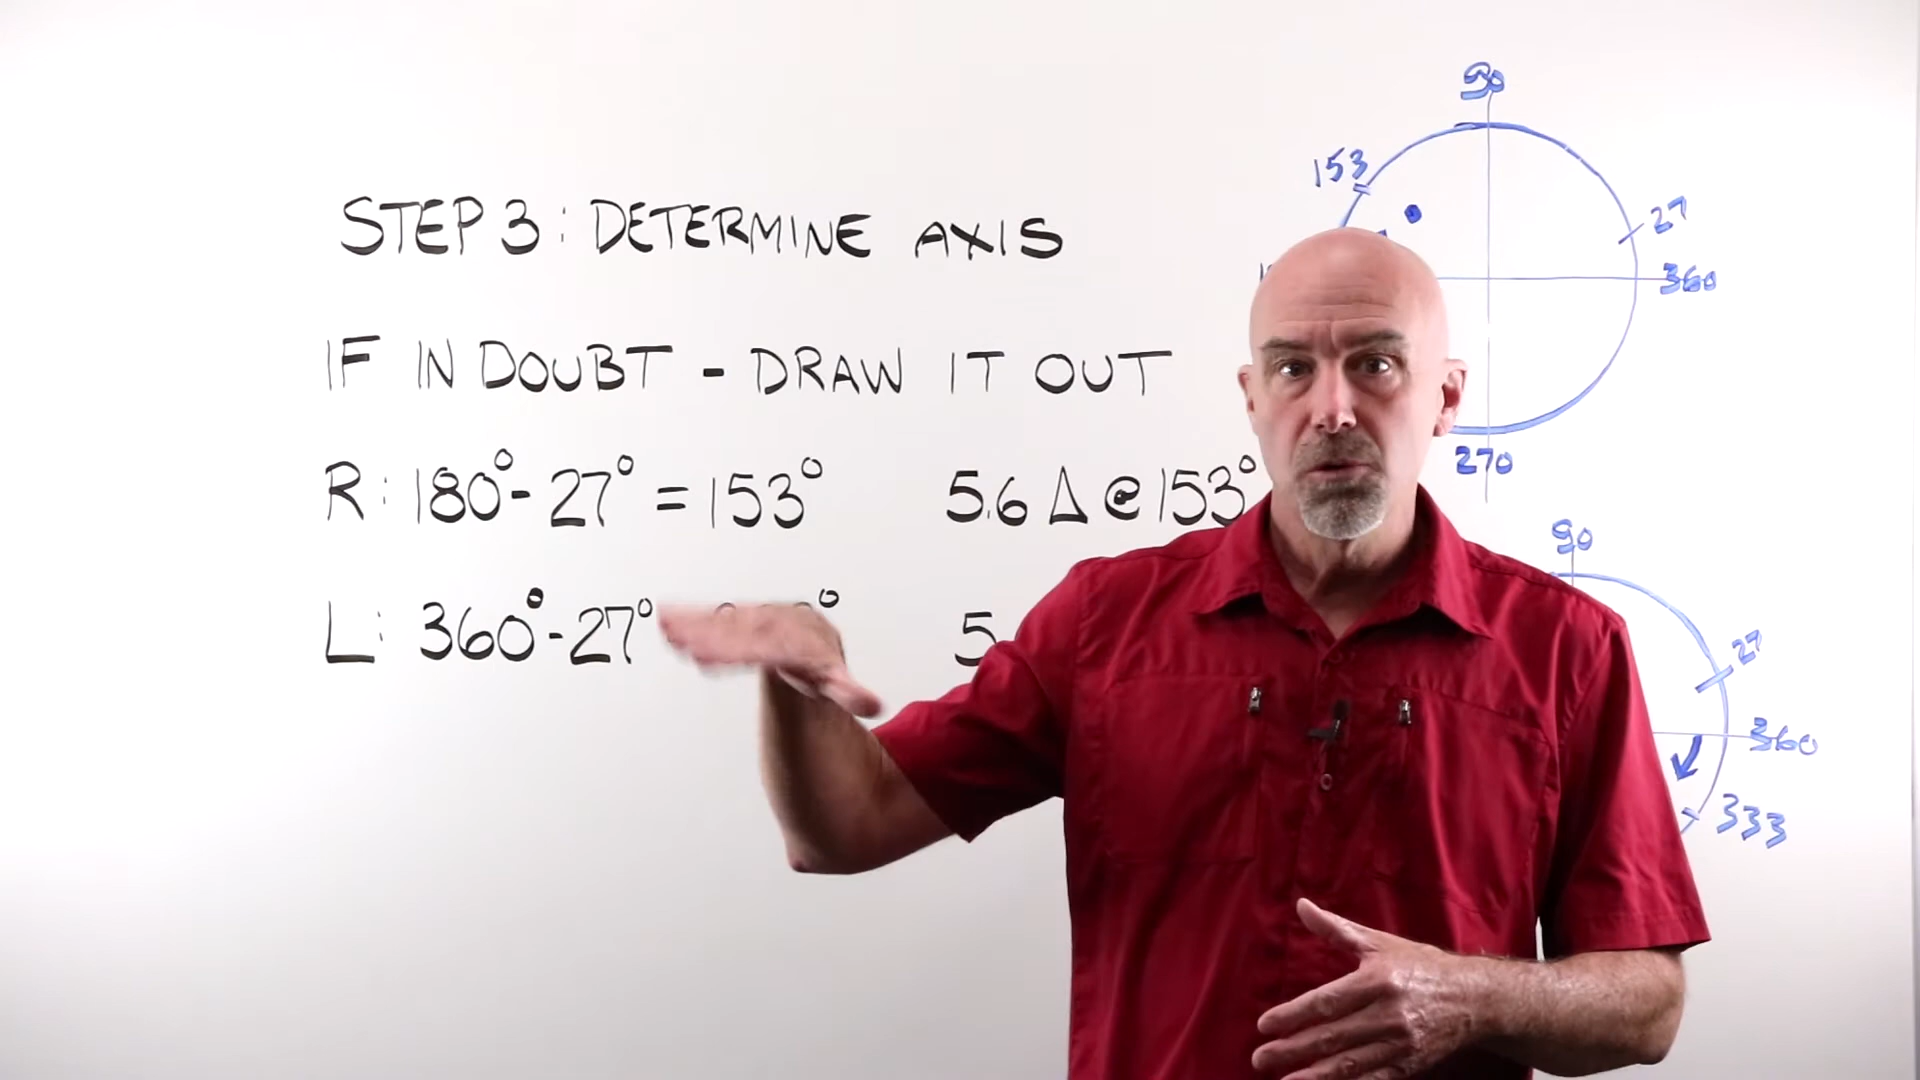 STEP 3: DETERMINE AXIS
IF IN DOUBT - DRAW IT OUT
R: 180° - 27° = 153° 5.6 Δ @ 153°
L: 360° - 27° 5
90
153
27
360
270
90
27
360
333